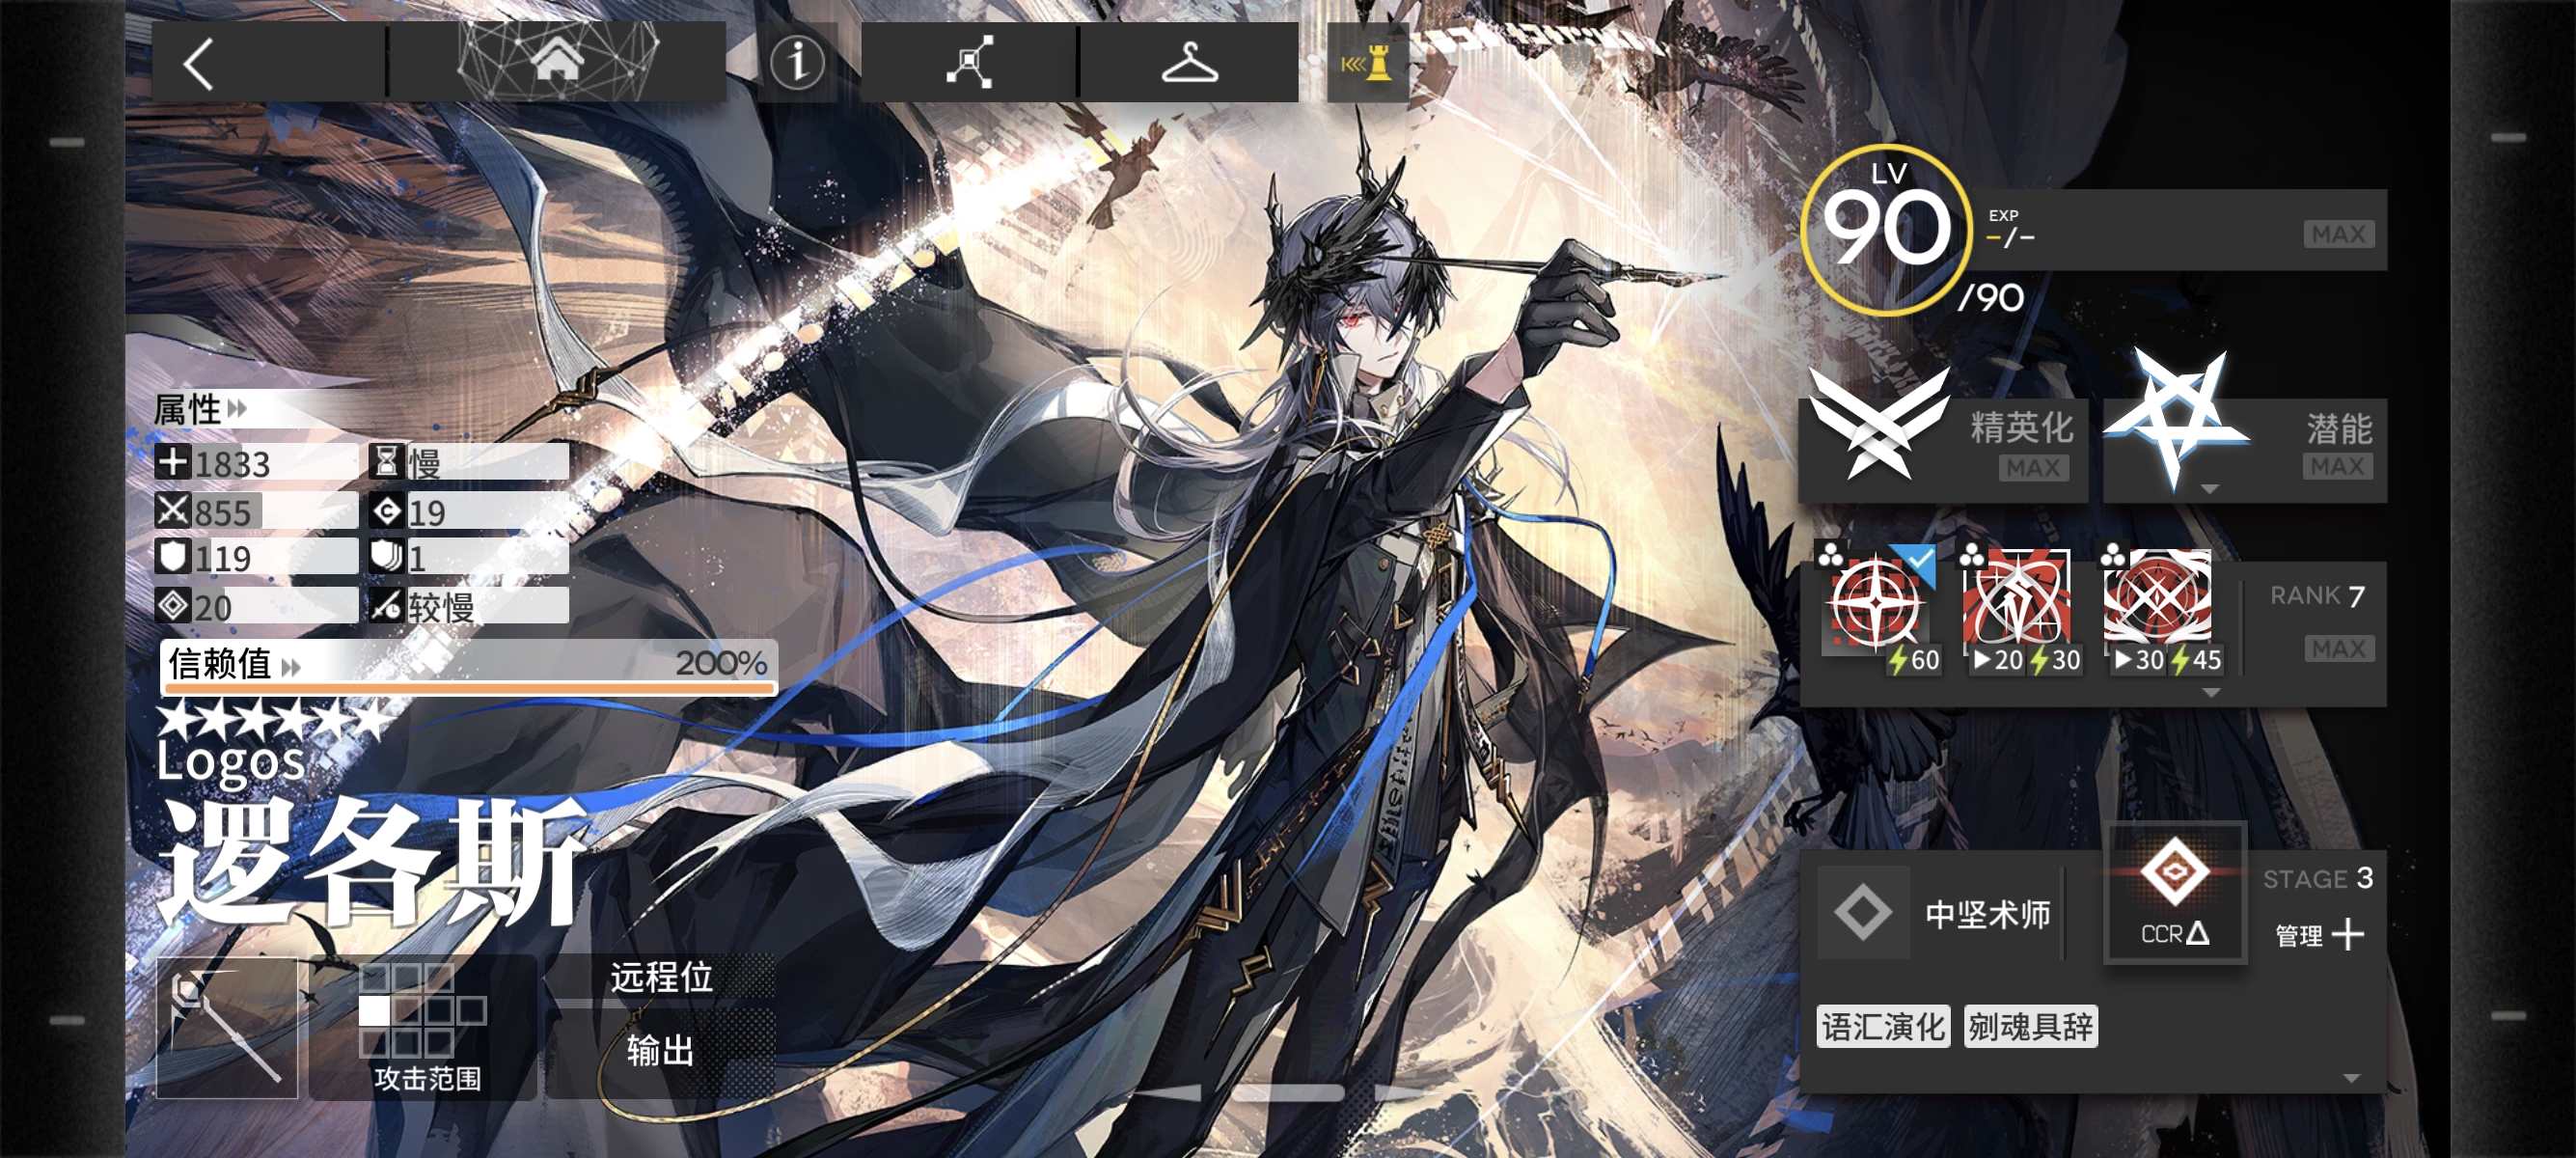 LV
90
/90
EXP
-/-
MAX
属性
1833
慢
855
19
119
1
20
较慢
信赖值
200%
Logos
逻各斯
攻击范围
远程位
输出
精英化
MAX
潜能
MAX
60
20
30
30
45
RANK 7
MAX
中坚术师
CCR
STAGE 3
管理
语汇演化
剜魂具辞